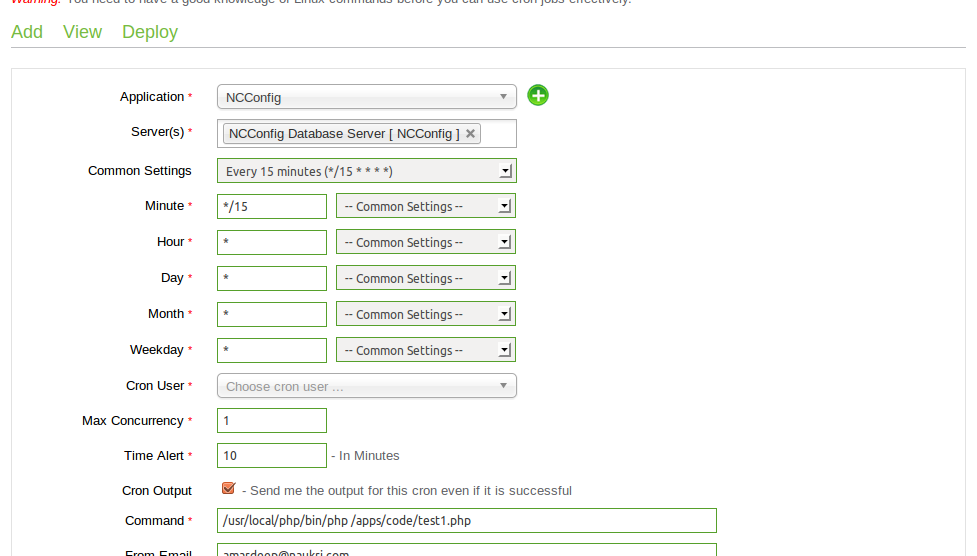 Warning: You need to have a good knowledge of Linux commands before you can use cron jobs effectively.
Add View Deploy
Application * NCConfig
Server(s) * NCConfig Database Server [ NCConfig ]
Common Settings Every 15 minutes (*/15 * * * *)
Minute * */15 -- Common Settings --
Hour * * -- Common Settings --
Day * * -- Common Settings --
Month * * -- Common Settings --
Weekday * * -- Common Settings --
Cron User * Choose cron user ...
Max Concurrency * 1
Time Alert * 10 - In Minutes
Cron Output - Send me the output for this cron even if it is successful
Command * /usr/local/php/bin/php /apps/code/test1.php
From Email amardeep@naukri.com